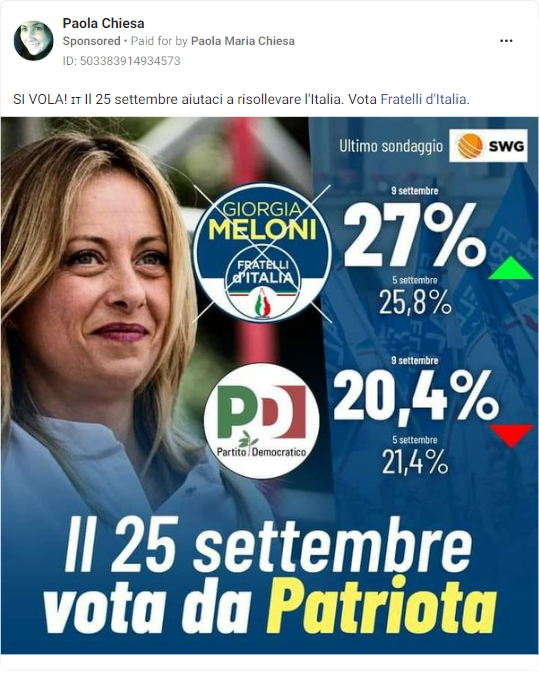 Paola Chiesa
Sponsored • Paid for by Paola Maria Chiesa
ID: 503383914934573
SI VOLA! IT Il 25 settembre aiutaci a risollevare l'Italia. Vota Fratelli d'Italia.
Ultimo sondaggio SWG
9 settembre
GIORGIA
MELONI
27%
FRATELLI
d'ITALIA
5 settembre
25,8%
9 settembre
PD
20,4%
Partito Democratico
5 settembre
21,4%
Il 25 settembre
vota da Patriota